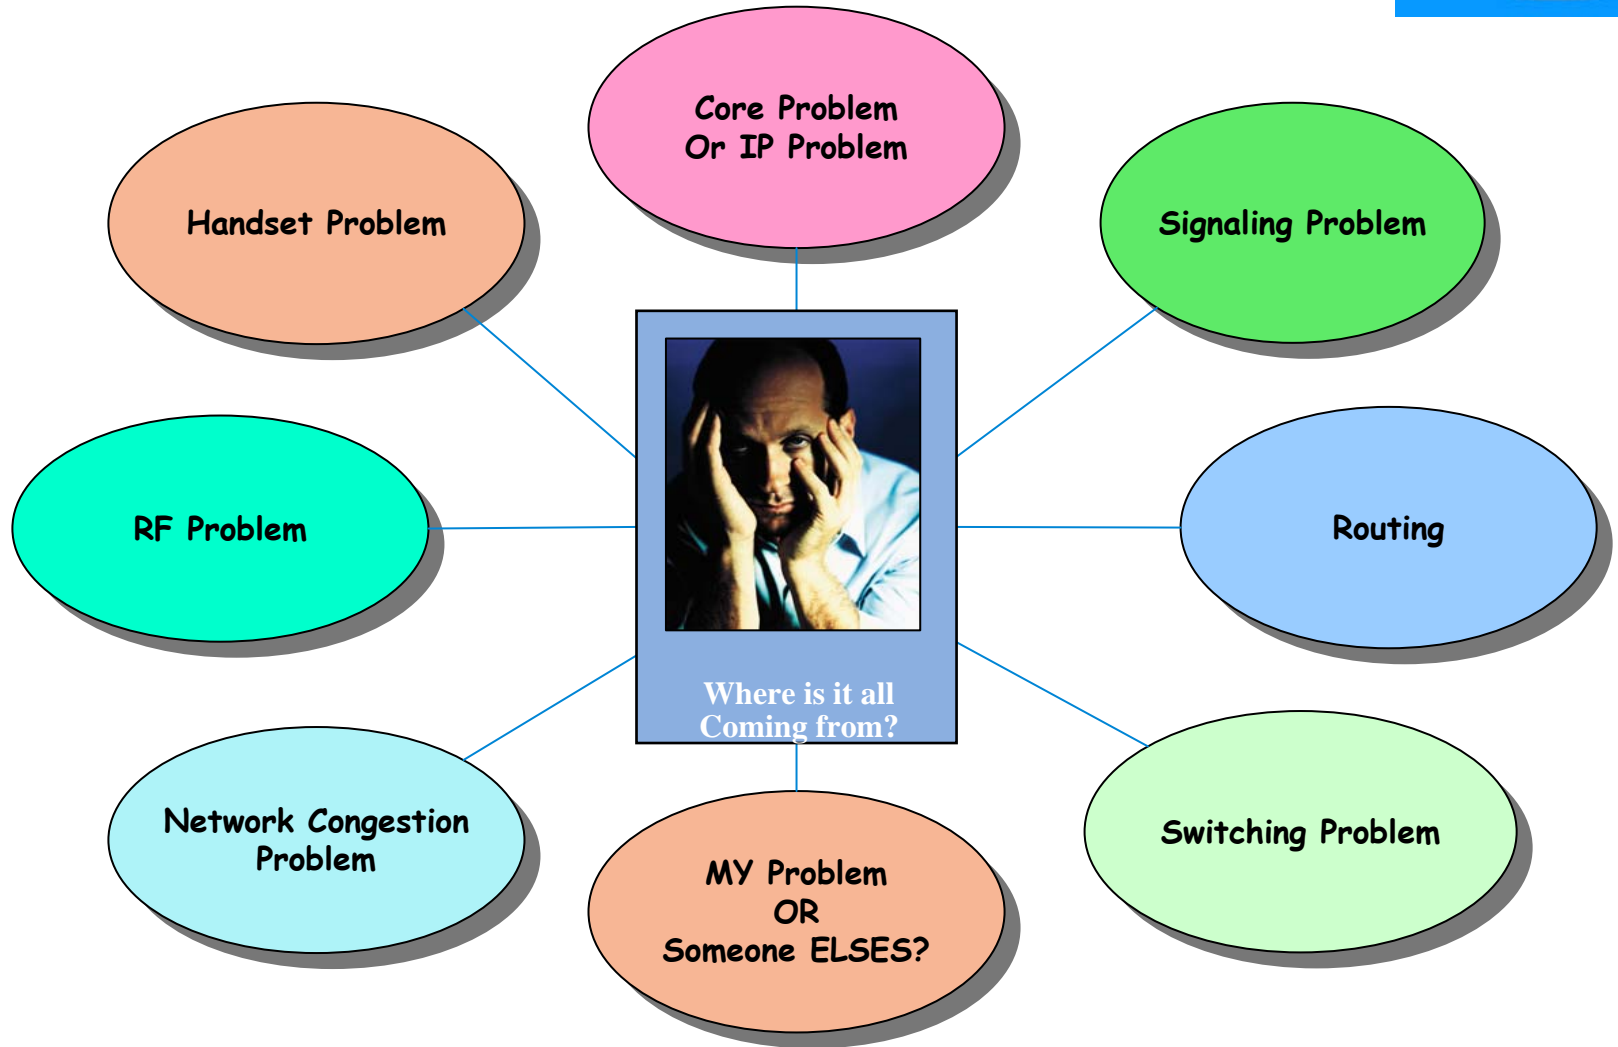 Core Problem
Or IP Problem
Handset Problem
Signaling Problem
RF Problem
Routing
Where is it all
Coming from?
Network Congestion
Problem
Switching Problem
MY Problem
OR
Someone ELSES?